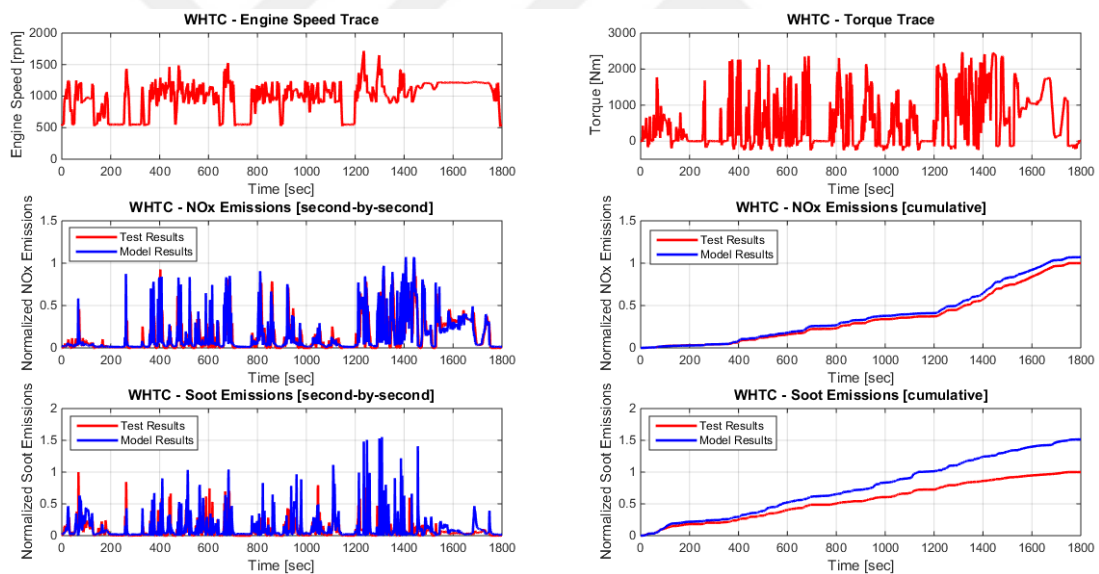 WHTC - Engine Speed Trace
Engine Speed [rpm]
2000
1500
1000
500
0
0 200 400 600 800 1000 1200 1400 1600 1800
Time [sec]
WHTC - Torque Trace
Torque [Nm]
3000
2000
1000
0
0 200 400 600 800 1000 1200 1400 1600 1800
Time [sec]
WHTC - NOx Emissions [second-by-second]
Normalized NOx Emissions
1.5
1
0.5
0
Test Results
Model Results
0 200 400 600 800 1000 1200 1400 1600 1800
Time [sec]
WHTC - NOx Emissions [cumulative]
Normalized NOx Emissions
1.5
1
0.5
0
Test Results
Model Results
0 200 400 600 800 1000 1200 1400 1600 1800
Time [sec]
WHTC - Soot Emissions [second-by-second]
Normalized Soot Emissions
2
1.5
1
0.5
0
Test Results
Model Results
0 200 400 600 800 1000 1200 1400 1600 1800
Time [sec]
WHTC - Soot Emissions [cumulative]
Normalized Soot Emissions
2
1.5
1
0.5
0
Test Results
Model Results
0 200 400 600 800 1000 1200 1400 1600 1800
Time [sec]